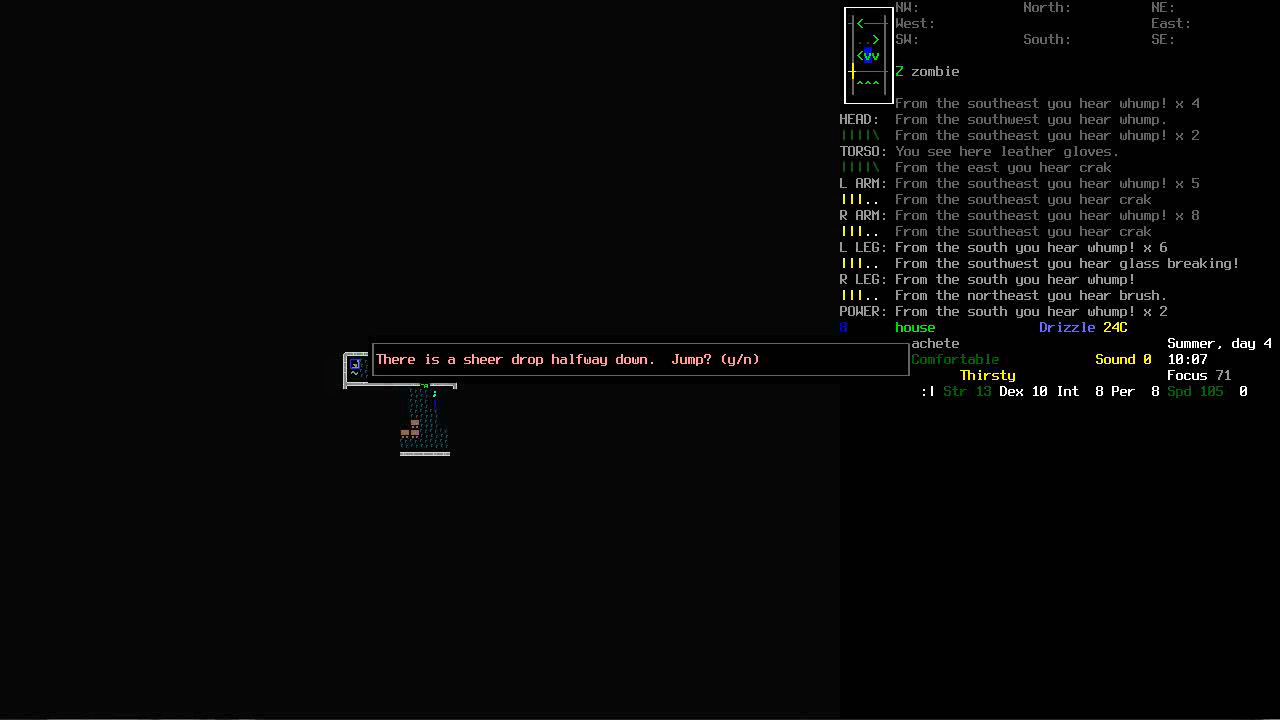 NW: North: NE:
West: East:
SW: South: SE:
Z zombie
From the southeast you hear whump! x 4
HEAD: From the southwest you hear whump.
||||\ From the southeast you hear whump! x 2
TORSO: You see here leather gloves.
||||\ From the east you hear crak
L ARM: From the southeast you hear whump! x 5
|||.. From the southeast you hear crak
R ARM: From the southeast you hear whump! x 8
|||.. From the southeast you hear crak
L LEG: From the south you hear whump! x 6
|||.. From the southwest you hear glass breaking!
R LEG: From the south you hear whump!
|||.. From the northeast you hear brush.
POWER: From the south you hear whump! x 2
house Drizzle 24C
There is a sheer drop halfway down.  Jump? (y/n)
achete Summer, day 4
Comfortable Sound 0 10:07
Thirsty Focus 71
:| Str 13 Dex 10 Int 8 Per 8 Spd 105 0